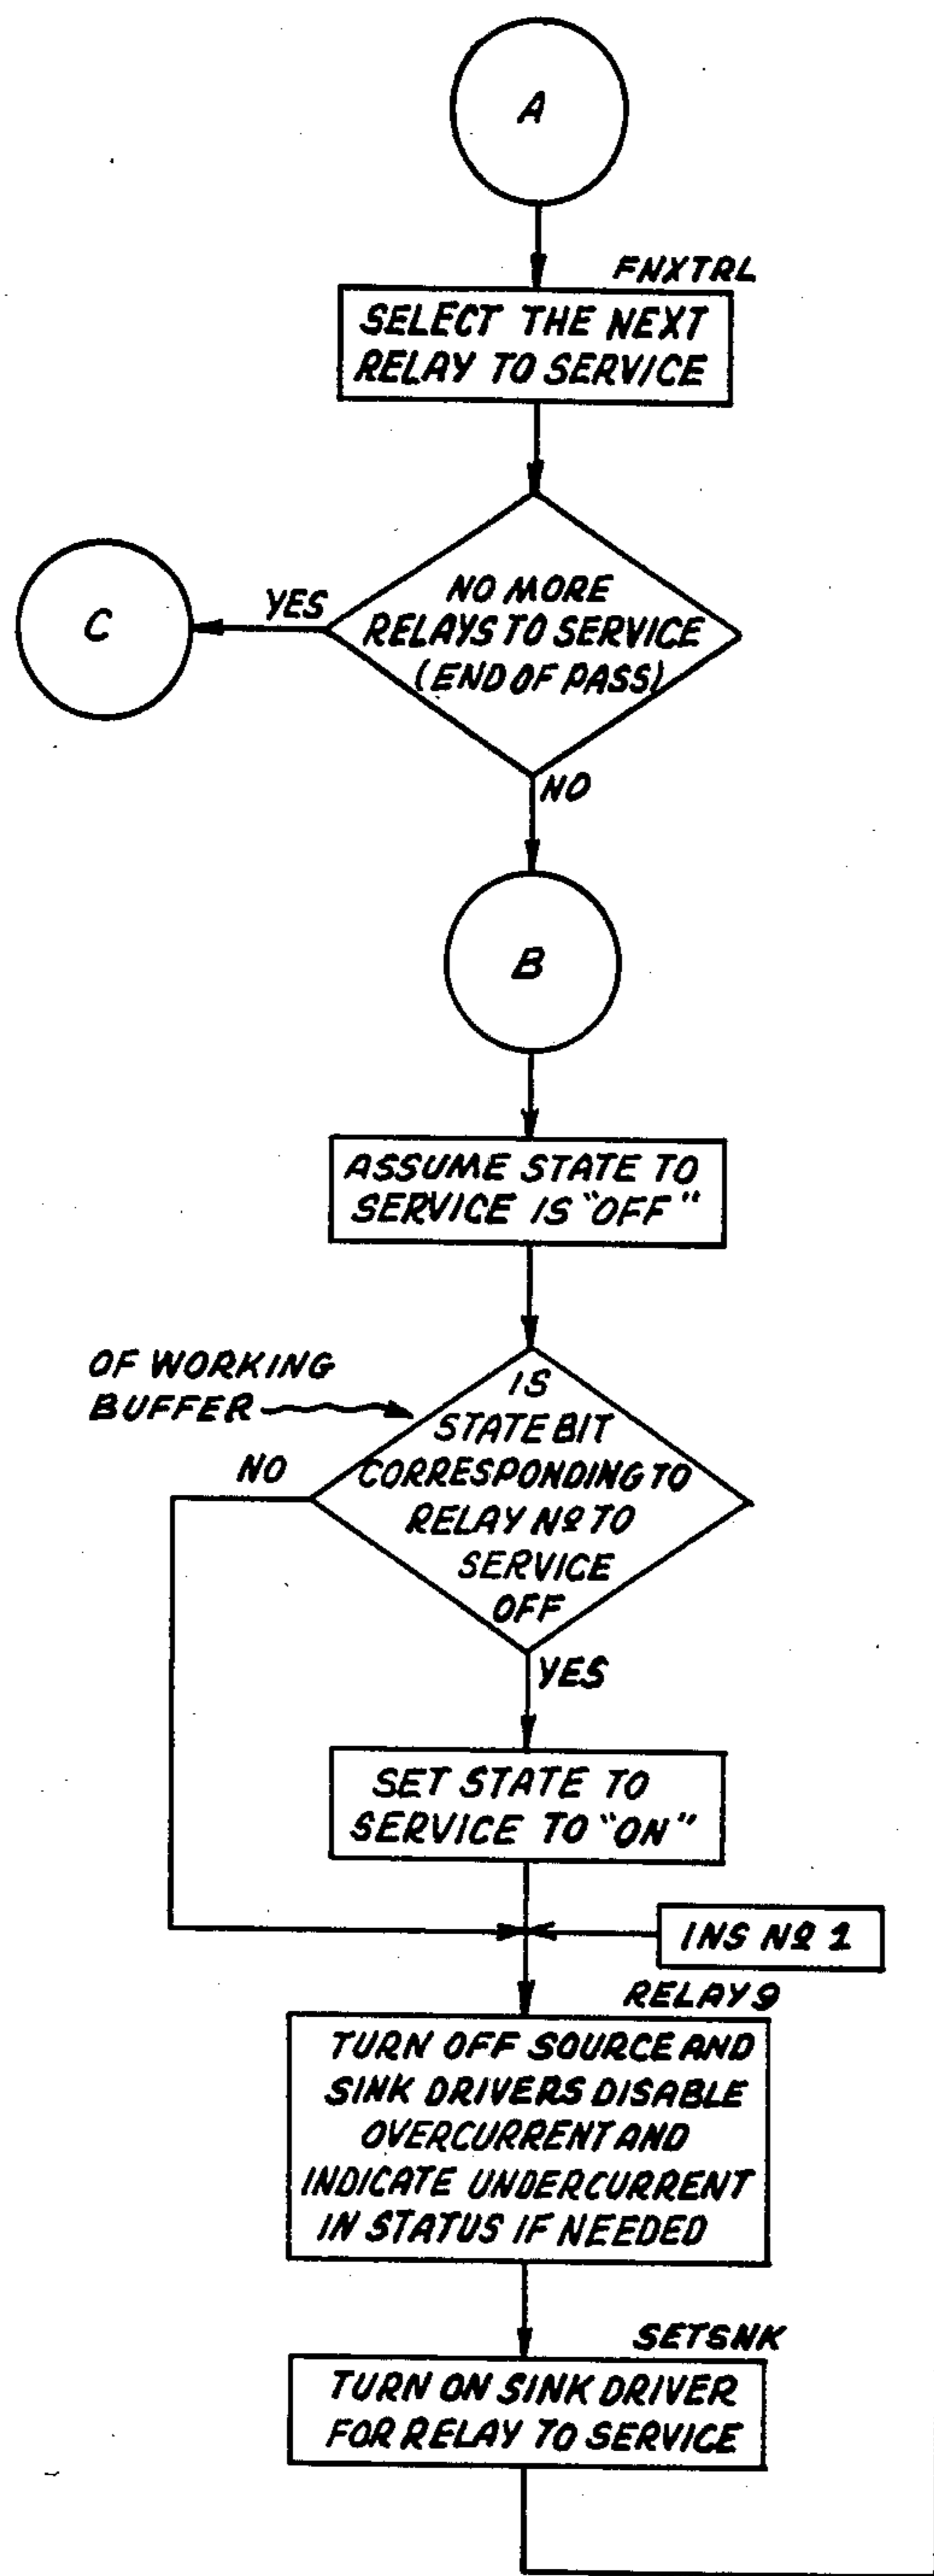 A
FNXTRL
SELECT THE NEXT
RELAY TO SERVICE
NO MORE
RELAYS TO SERVICE
(END OF PASS)
YES
C
NO
B
ASSUME STATE TO
SERVICE IS "OFF"
OF WORKING
BUFFER
IS
STATE BIT
CORRESPONDING TO
RELAY Nº TO
SERVICE
OFF
NO
YES
SET STATE TO
SERVICE TO "ON"
INS Nº 1
RELAY9
TURN OFF SOURCE AND
SINK DRIVERS DISABLE
OVERCURRENT AND
INDICATE UNDERCURRENT
IN STATUS IF NEEDED
SETSNK
TURN ON SINK DRIVER
FOR RELAY TO SERVICE